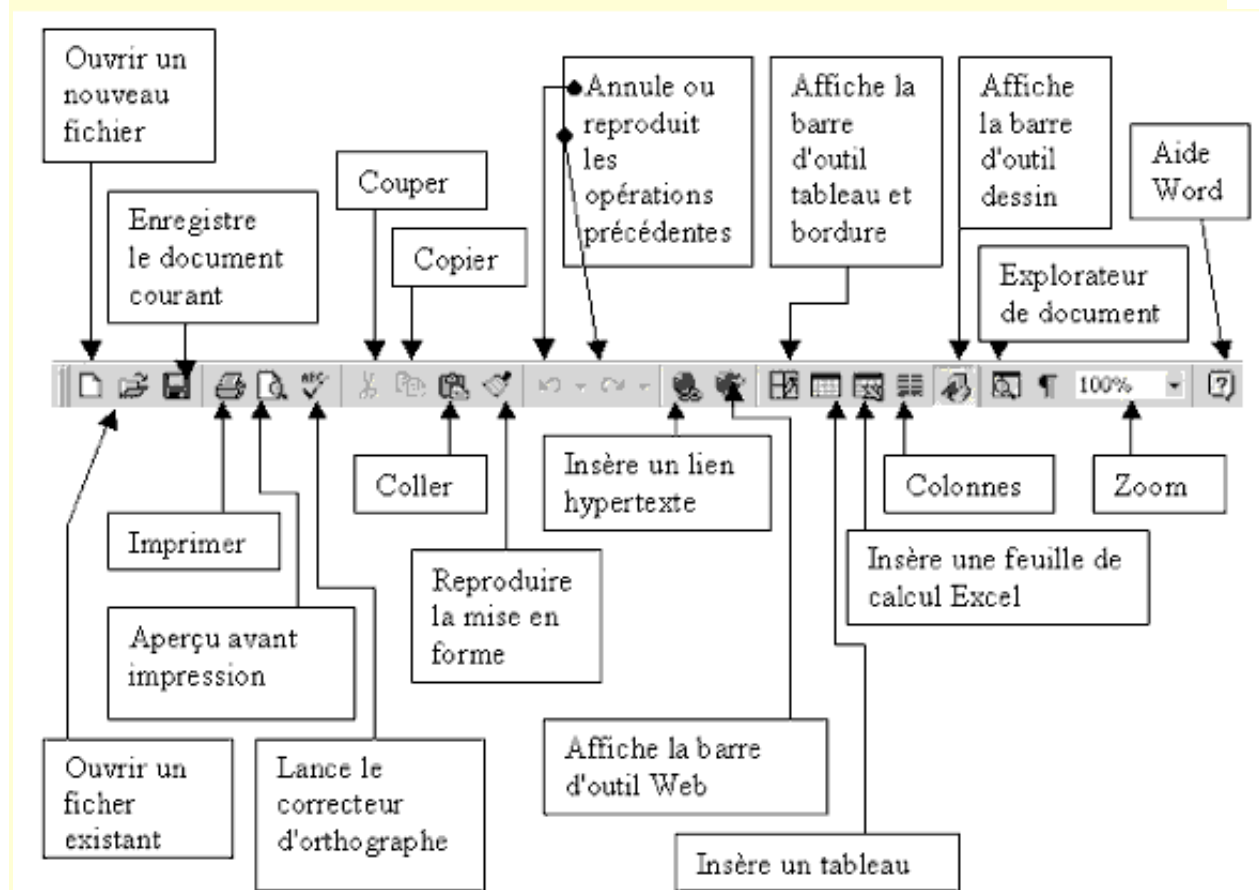 Ouvrir un
nouveau
fichier
Enregistre
le document
courant
Couper
Copier
Annule ou
reproduit
les
opérations
précédentes
Affiche la
barre
d'outil
tableau et
bordure
Affiche
la barre
d'outil
dessin
Explorateur
de document
Aide
Word
ABC
¶
100%
?
Imprimer
Aperçu avant
impression
Ouvrir un
ficher
existant
Lance le
correcteur
d'orthographe
Coller
Reproduire
la mise en
forme
Insère un lien
hypertexte
Affiche la barre
d'outil Web
Colonnes
Zoom
Insère une feuille de
calcul Excel
Insère un tableau